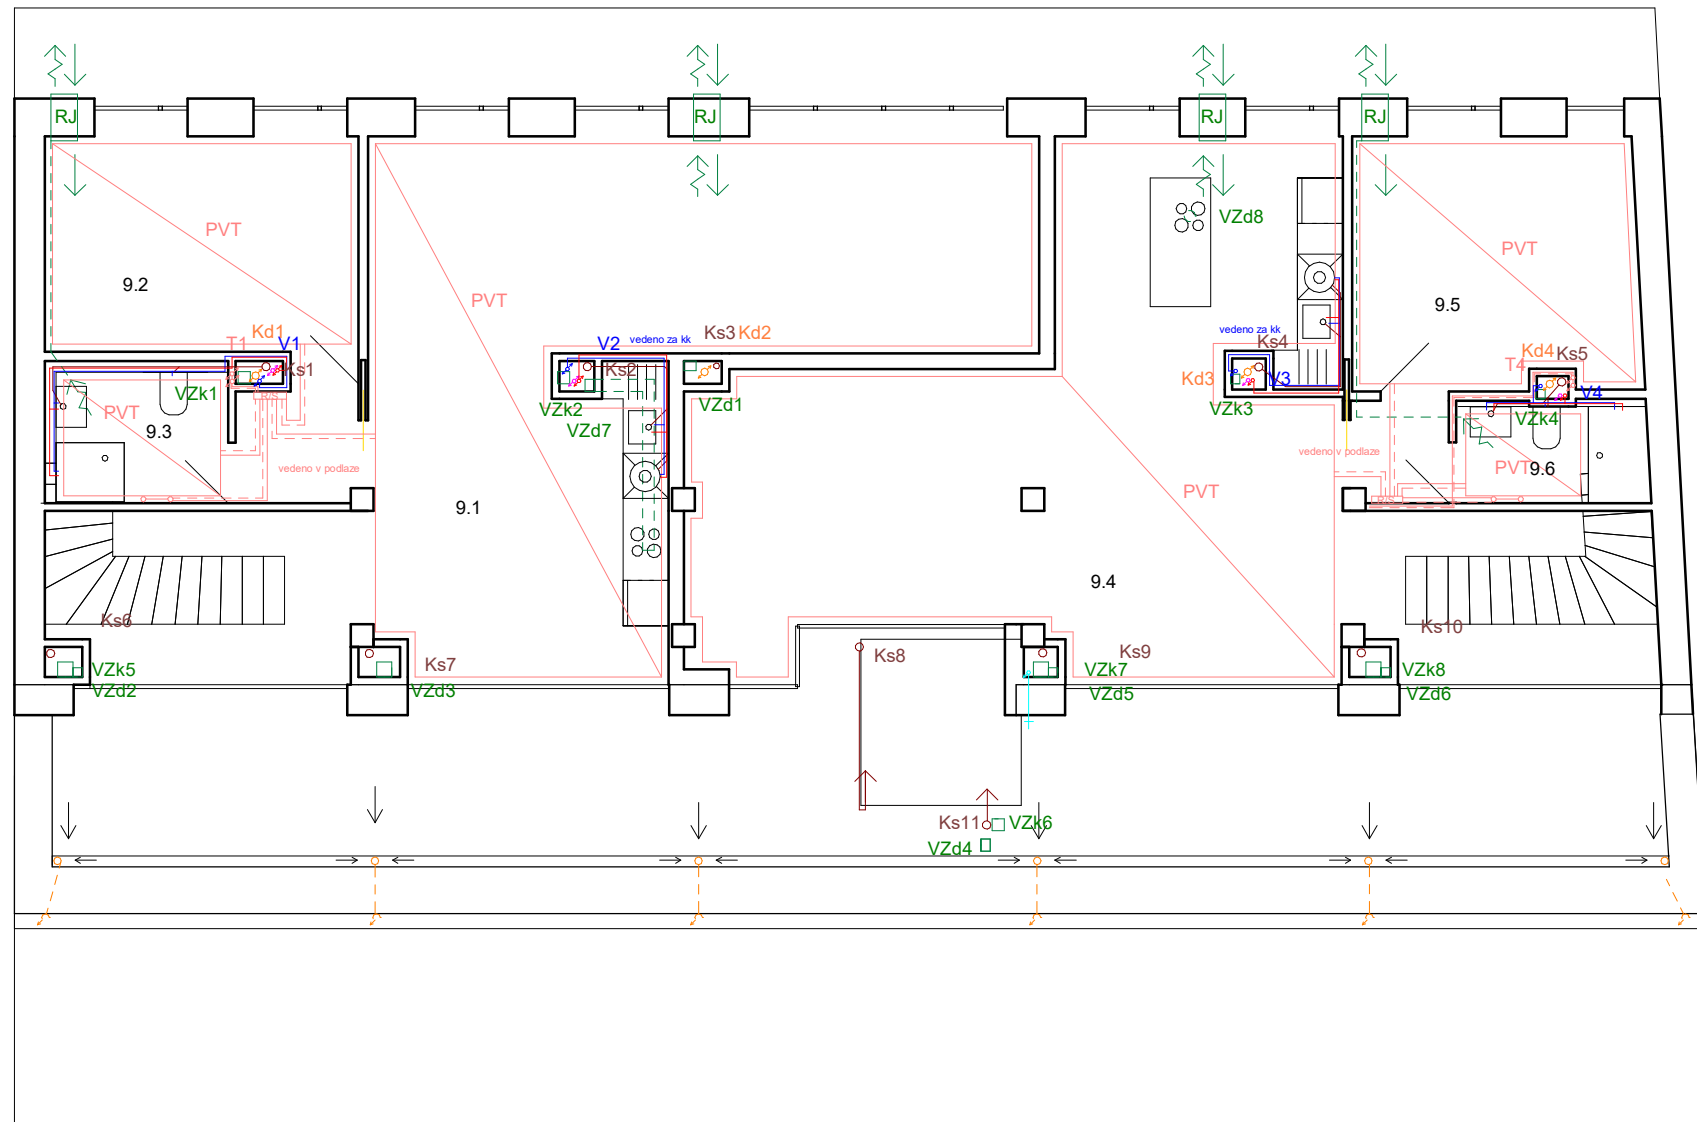 RJ
RJ
RJ
RJ
VZd8
PVT
PVT
PVT
9.2
9.5
Kd1
T1
V1
Ks1
VZk1
PVT
9.3
V2
vedeno za kk
Ks3
Kd2
Ks2
VZk2
VZd7
VZd1
vedeno za kk
Ks4
Kd3
V3
VZk3
Kd4
Ks5
T4
V4
VZk4
R/S
vedeno v podlaze
vedeno v podlaze
PVT
9.6
R/S
PVT
9.1
9.4
Ks6
Ks10
VZk5
VZd2
Ks7
VZd3
Ks8
Ks9
VZk7
VZd5
VZk8
VZd6
Ks11
VZk6
VZd4